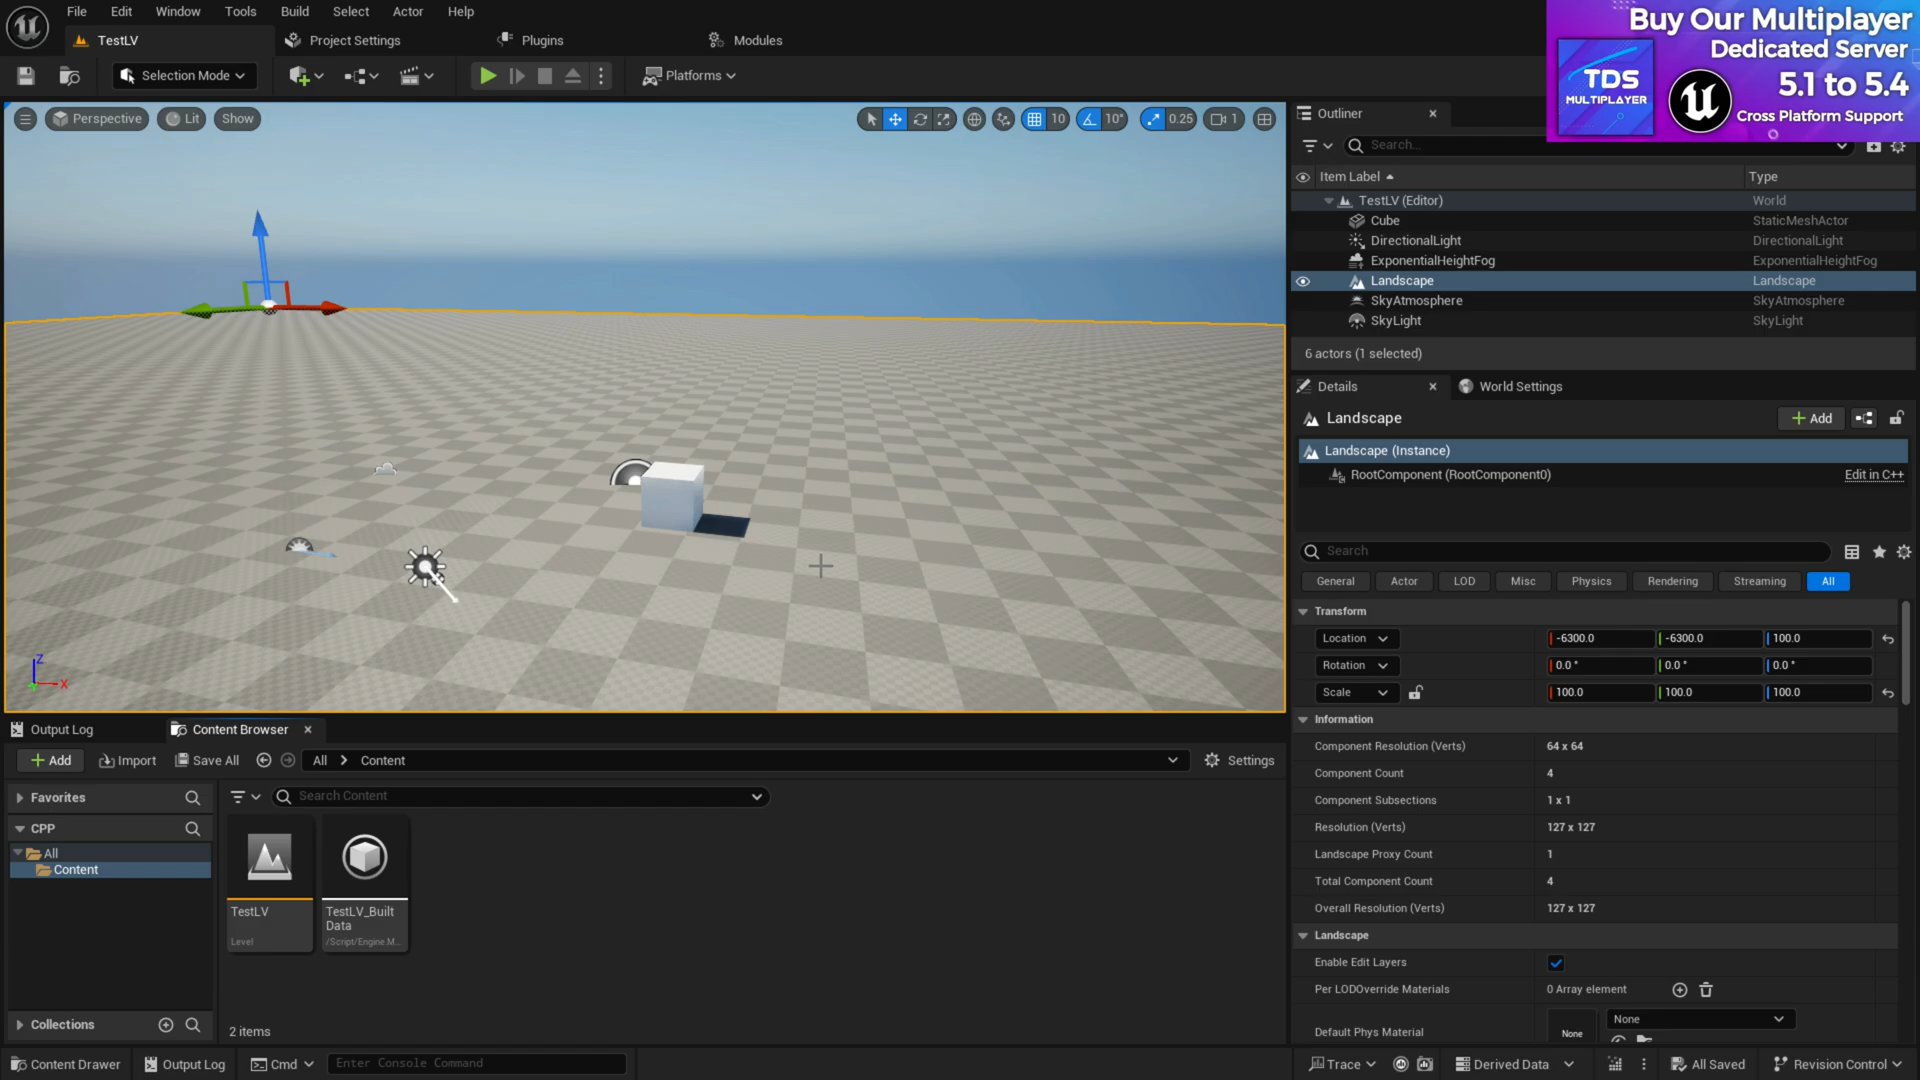 File Edit Window Tools Build Select Actor Help
TestLV Project Settings Plugins Modules
Selection Mode Platforms
Buy Our Multiplayer
Dedicated Server
5.1 to 5.4
Cross Platform Support
TDS
MULTIPLAYER
Perspective Lit Show 10 10° 0.25 1
Z
X
Outliner
Search...
Item Label Type
TestLV (Editor) World
Cube StaticMeshActor
DirectionalLight DirectionalLight
ExponentialHeightFog ExponentialHeightFog
Landscape Landscape
SkyAtmosphere SkyAtmosphere
SkyLight SkyLight
6 actors (1 selected)
Details World Settings
Landscape Add
Landscape (Instance)
RootComponent (RootComponent0) Edit in C++
Search
General Actor LOD Misc Physics Rendering Streaming All
Transform
Location -6300.0 -6300.0 100.0
Rotation 0.0° 0.0° 0.0°
Scale 100.0 100.0 100.0
Information
Component Resolution (Verts) 64 x 64
Component Count 4
Component Subsections 1 x 1
Resolution (Verts) 127 x 127
Landscape Proxy Count 1
Total Component Count 4
Overall Resolution (Verts) 127 x 127
Landscape
Enable Edit Layers
Per LODOverride Materials 0 Array element
Default Phys Material None None
Output Log Content Browser
Add Import Save All All Content Settings
Favorites
CPP
All
Content
Collections
Search Content
TestLV
Level
TestLV_Built
Data
/Script/Engine.M...
2 items
Content Drawer Output Log Cmd Enter Console Command Trace Derived Data All Saved Revision Control